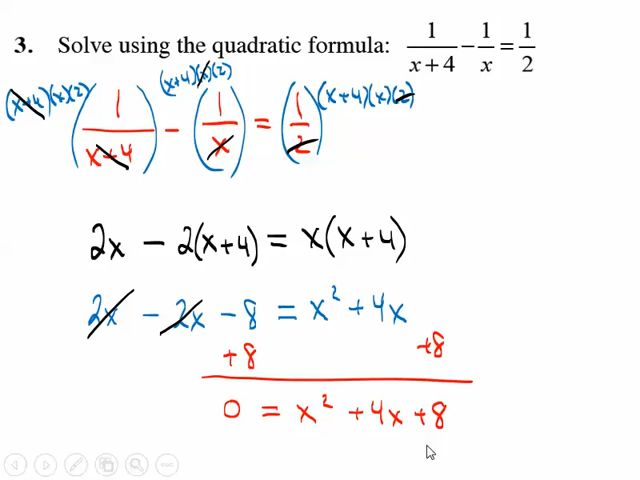 3. Solve using the quadratic formula: 1/(x+4) − 1/x = 1/2
(x+4)(x)(2) (1/(x+4)) − (x+4)(x)(2) (1/x) = (1/2) (x+4)(x)(2)
2x − 2(x+4) = x(x+4)
2x − 2x − 8 = x² + 4x
+8 +8
0 = x² + 4x + 8